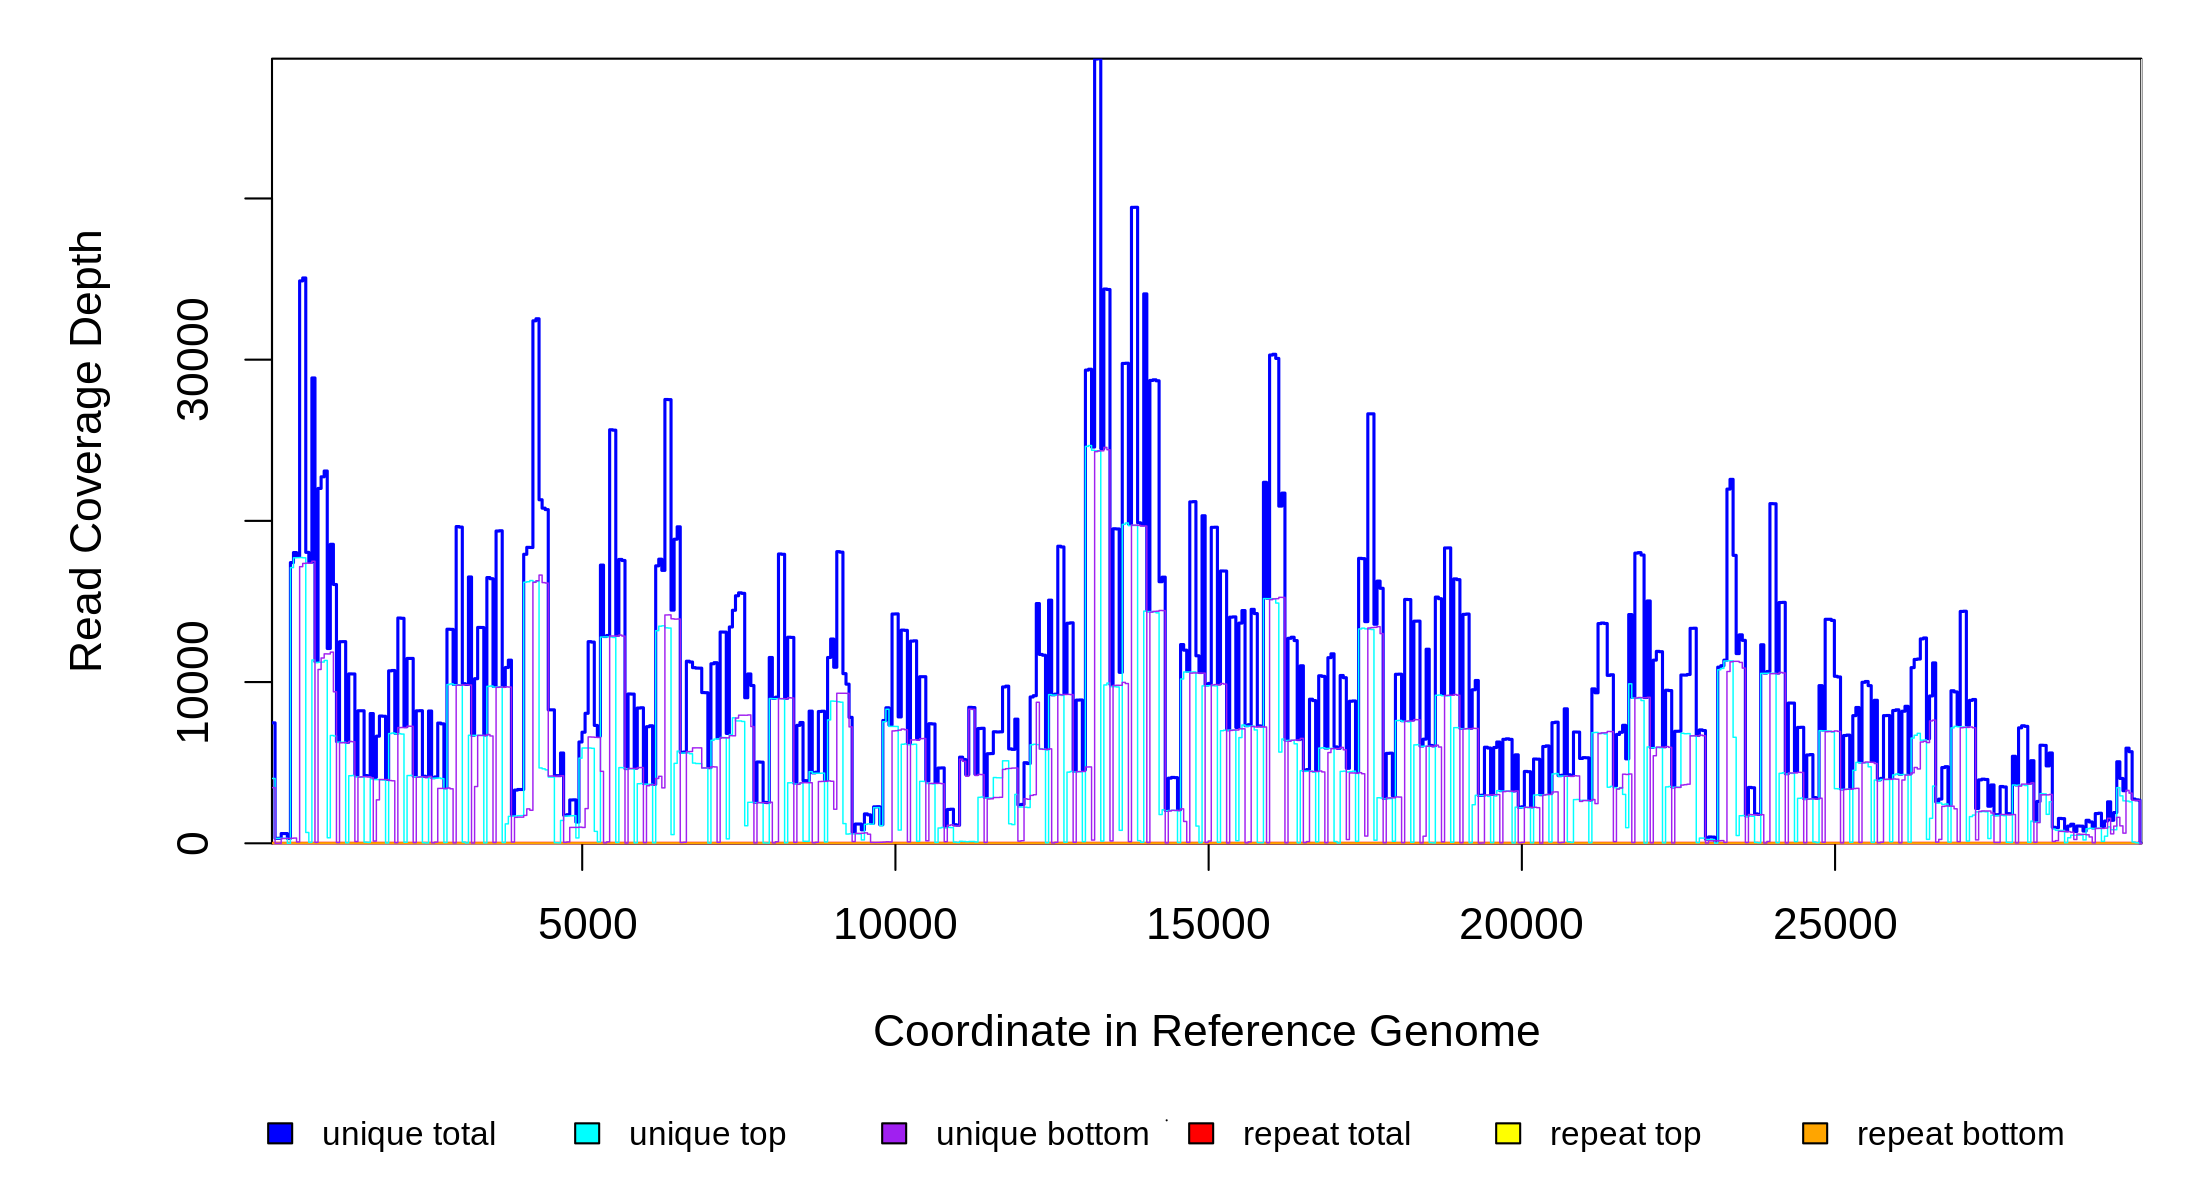 Read Coverage Depth
30000
10000
0
5000 10000 15000 20000 25000
Coordinate in Reference Genome
unique total unique top unique bottom repeat total repeat top repeat bottom